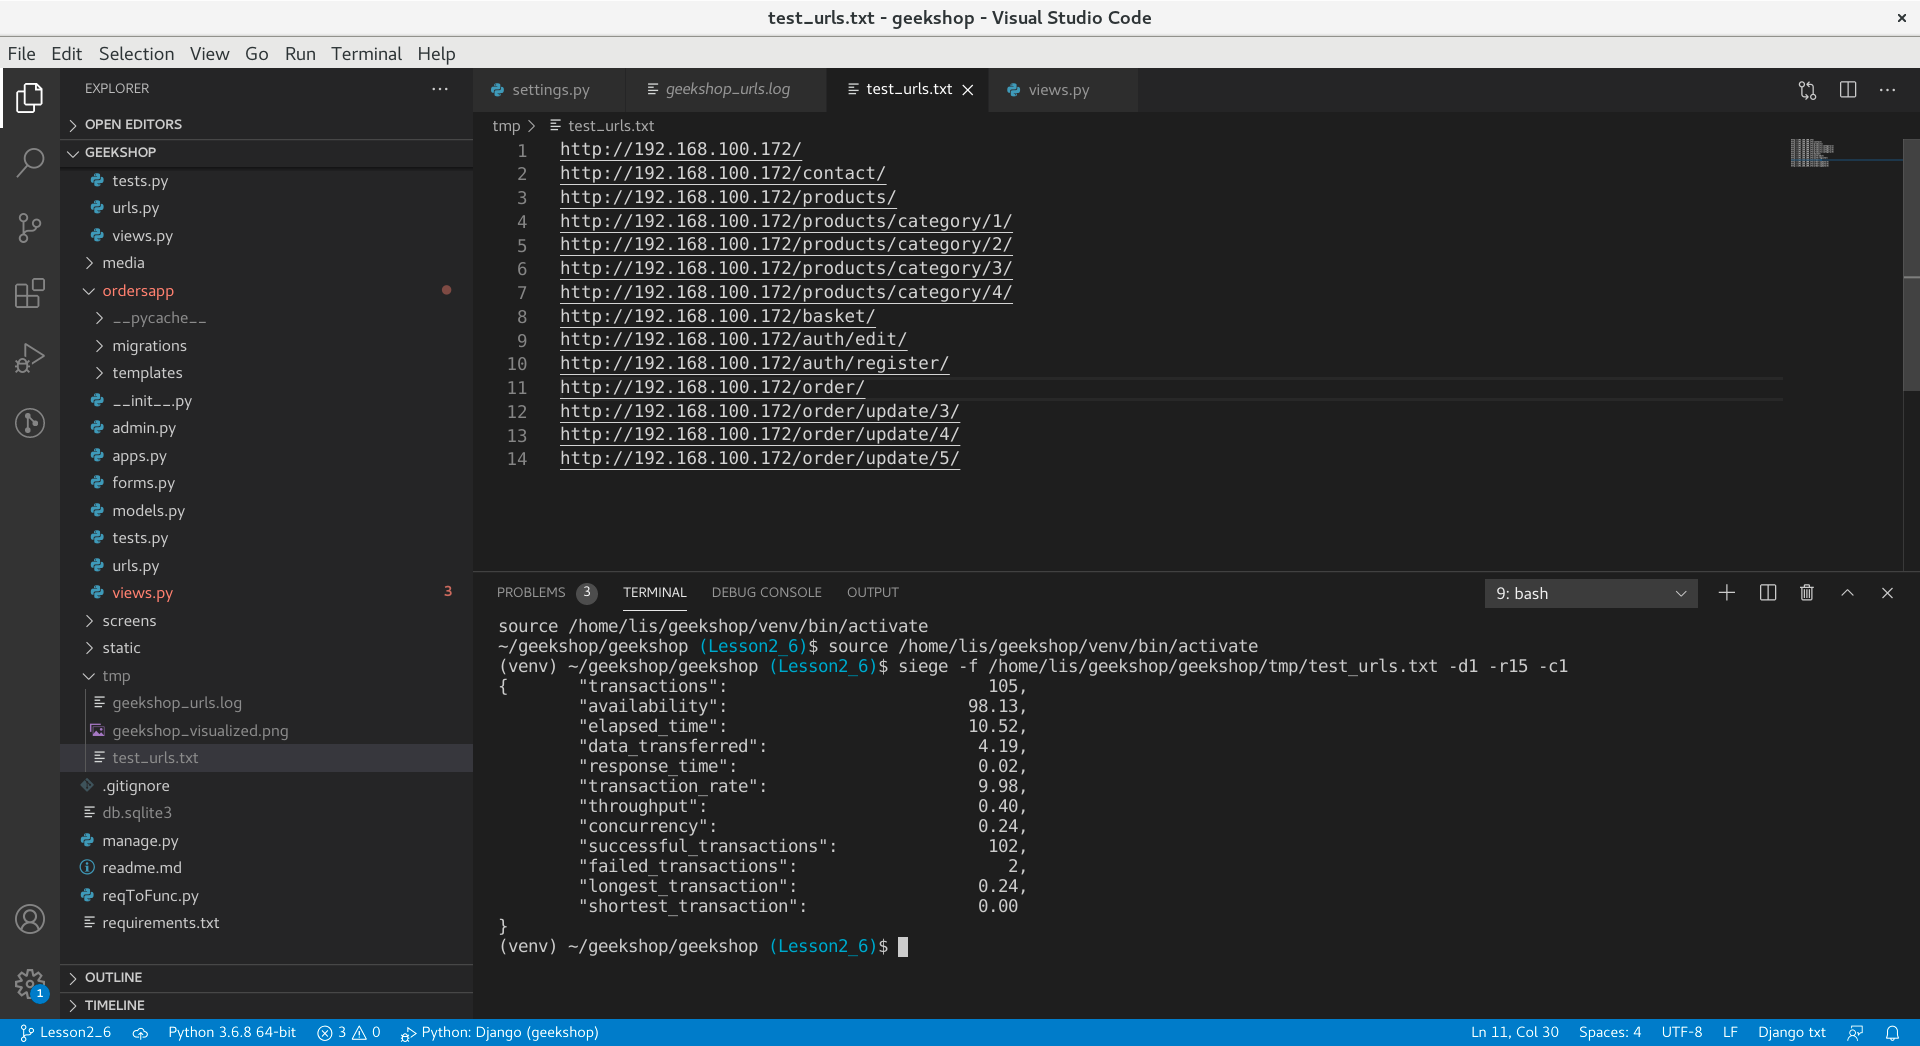 test_urls.txt - geekshop - Visual Studio Code
File Edit Selection View Go Run Terminal Help
EXPLORER
OPEN EDITORS
GEEKSHOP
tests.py
urls.py
views.py
media
ordersapp
__pycache__
migrations
templates
__init__.py
admin.py
apps.py
forms.py
models.py
tests.py
urls.py
views.py 3
screens
static
tmp
geekshop_urls.log
geekshop_visualized.png
test_urls.txt
.gitignore
db.sqlite3
manage.py
readme.md
reqToFunc.py
requirements.txt
OUTLINE
TIMELINE
1
settings.py geekshop_urls.log test_urls.txt views.py
tmp test_urls.txt
1 http://192.168.100.172/
2 http://192.168.100.172/contact/
3 http://192.168.100.172/products/
4 http://192.168.100.172/products/category/1/
5 http://192.168.100.172/products/category/2/
6 http://192.168.100.172/products/category/3/
7 http://192.168.100.172/products/category/4/
8 http://192.168.100.172/basket/
9 http://192.168.100.172/auth/edit/
10 http://192.168.100.172/auth/register/
11 http://192.168.100.172/order/
12 http://192.168.100.172/order/update/3/
13 http://192.168.100.172/order/update/4/
14 http://192.168.100.172/order/update/5/
PROBLEMS 3 TERMINAL DEBUG CONSOLE OUTPUT 9: bash
source /home/lis/geekshop/venv/bin/activate
~/geekshop/geekshop (Lesson2_6)$ source /home/lis/geekshop/venv/bin/activate
(venv) ~/geekshop/geekshop (Lesson2_6)$ siege -f /home/lis/geekshop/geekshop/tmp/test_urls.txt -d1 -r15 -c1
{ "transactions": 105,
"availability": 98.13,
"elapsed_time": 10.52,
"data_transferred": 4.19,
"response_time": 0.02,
"transaction_rate": 9.98,
"throughput": 0.40,
"concurrency": 0.24,
"successful_transactions": 102,
"failed_transactions": 2,
"longest_transaction": 0.24,
"shortest_transaction": 0.00
}
(venv) ~/geekshop/geekshop (Lesson2_6)$
Lesson2_6 Python 3.6.8 64-bit 3 0 Python: Django (geekshop) Ln 11, Col 30 Spaces: 4 UTF-8 LF Django txt